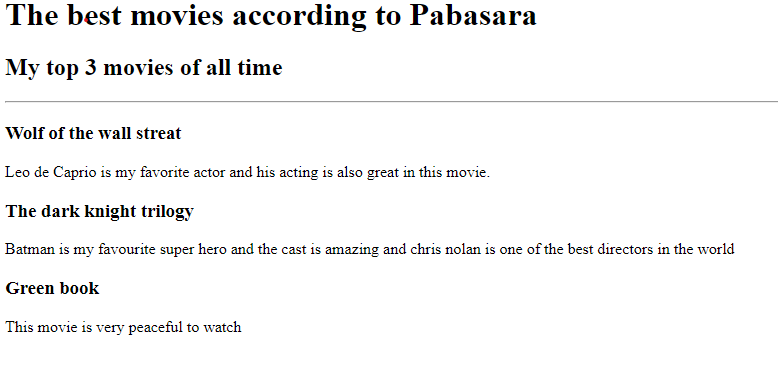 The best movies according to Pabasara
My top 3 movies of all time
Wolf of the wall streat
Leo de Caprio is my favorite actor and his acting is also great in this movie.
The dark knight trilogy
Batman is my favourite super hero and the cast is amazing and chris nolan is one of the best directors in the world
Green book
This movie is very peaceful to watch